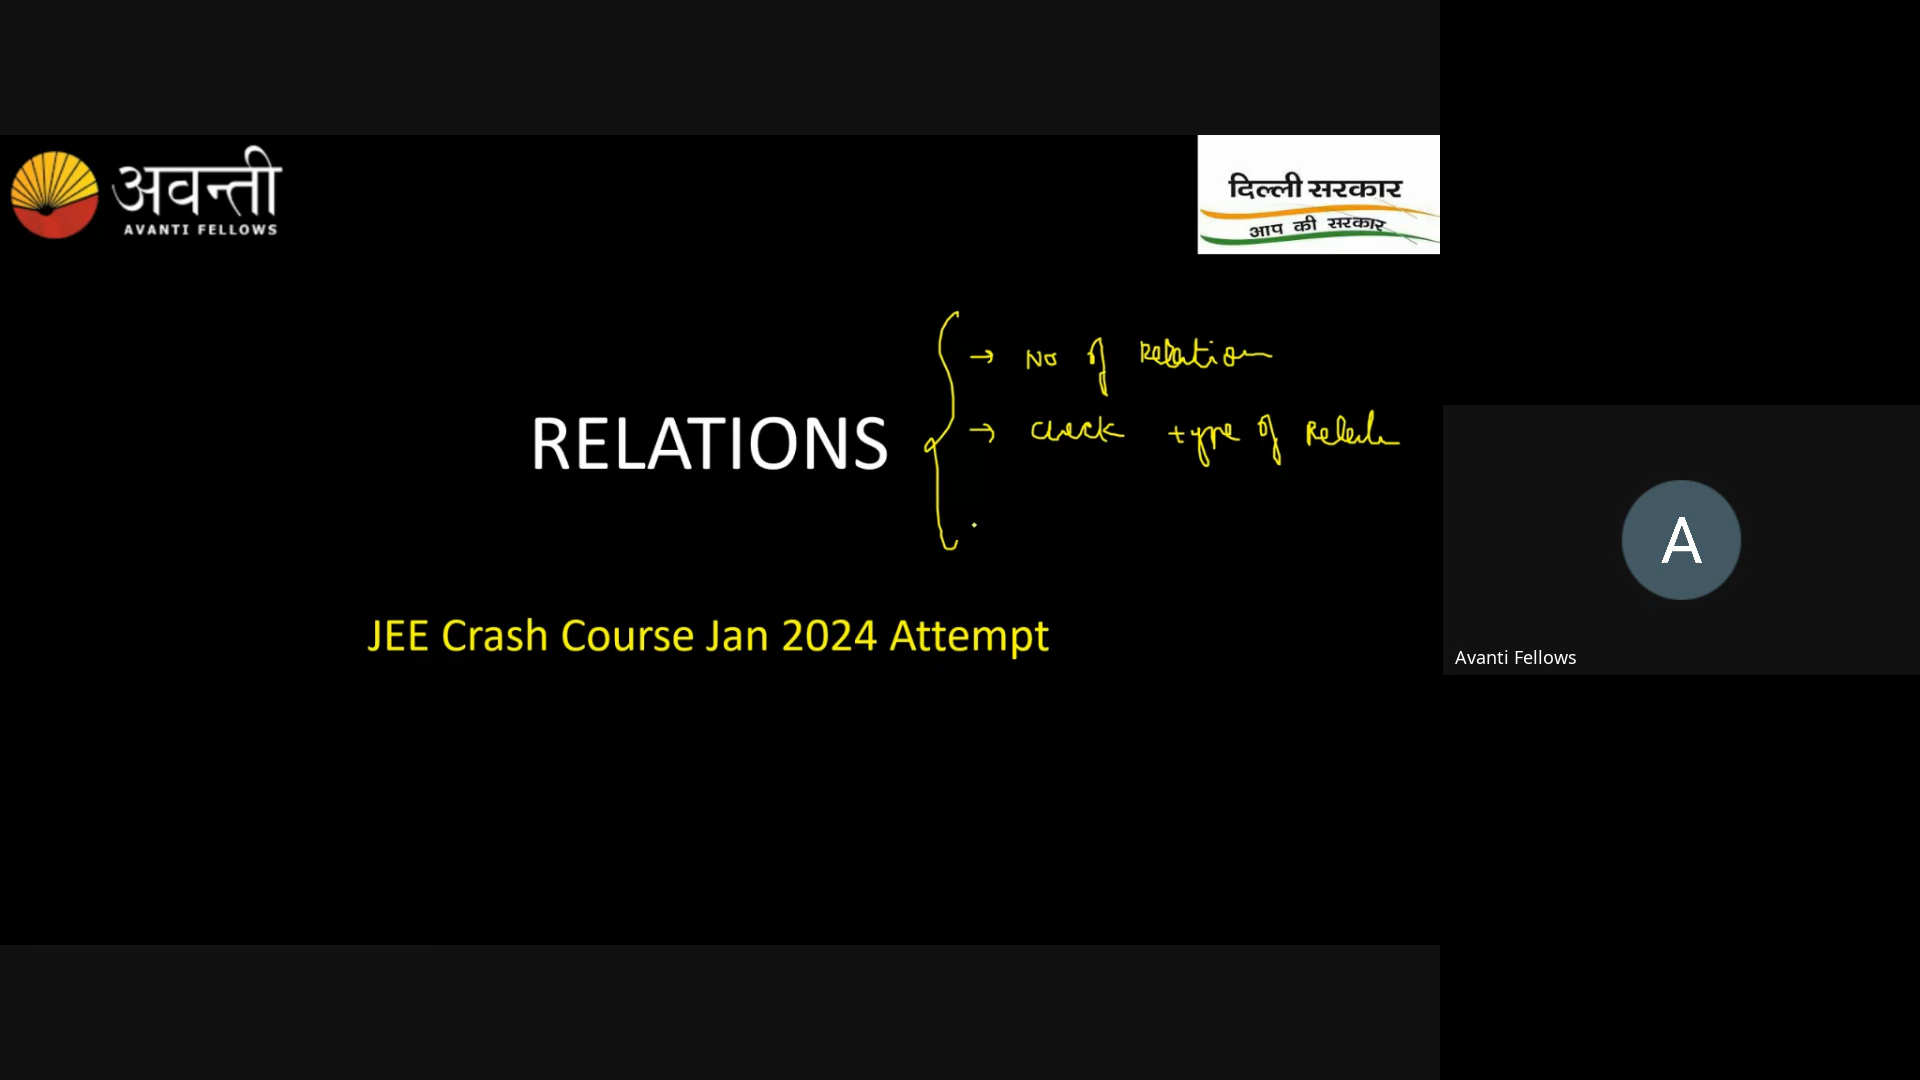 अवन्ती
AVANTI FELLOWS
दिल्ली सरकार
आप की सरकार
→ No of Relation
RELATIONS
→ check type of
JEE Crash Course Jan 2024 Attempt
A
Avanti Fellows